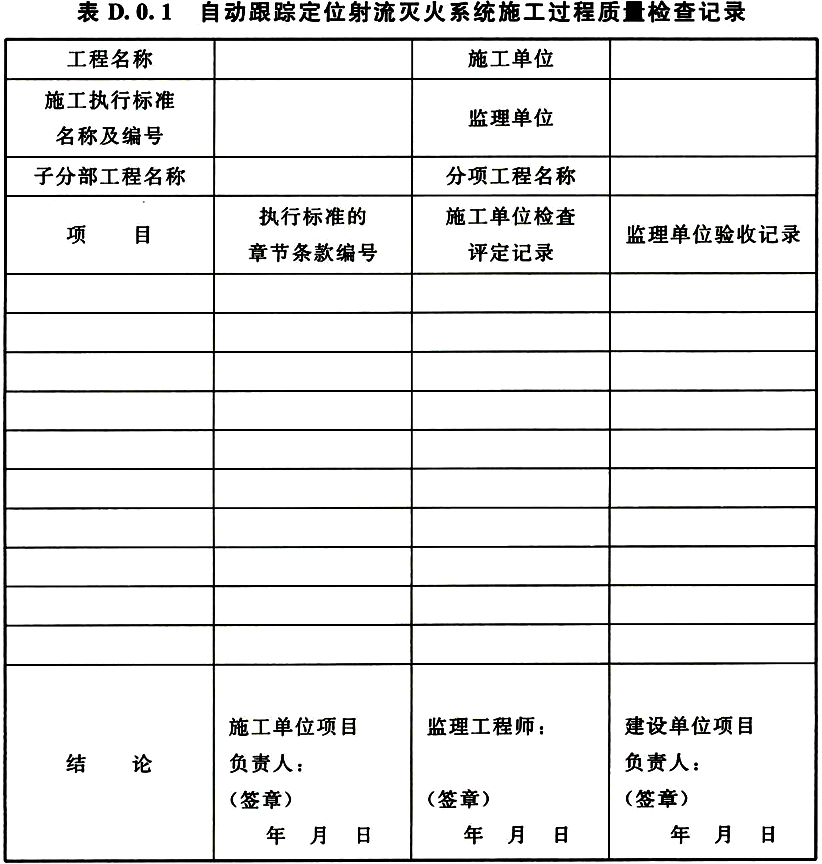 表 D.0.1 自动跟踪定位射流灭火系统施工过程质量检查记录
工程名称 施工单位
施工执行标准
名称及编号
监理单位
子分部工程名称 分项工程名称
项 目
执行标准的
章节条款编号
施工单位检查
评定记录
监理单位验收记录
结 论
施工单位项目
负责人：
（签章）
年 月 日
监理工程师：
（签章）
年 月 日
建设单位项目
负责人：
（签章）
年 月 日